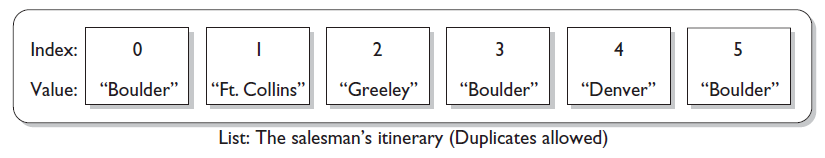 Index: 0 1 2 3 4 5
Value: “Boulder” “Ft. Collins” “Greeley” “Boulder” “Denver” “Boulder”
List: The salesman’s itinerary (Duplicates allowed)